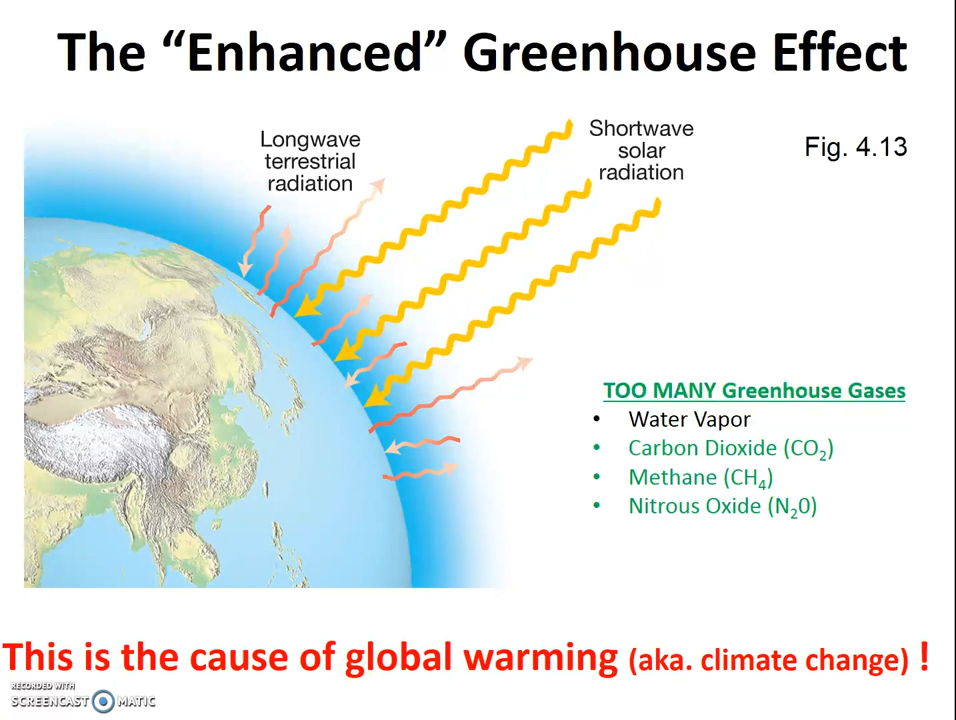 The “Enhanced” Greenhouse Effect
Longwave
terrestrial
radiation
Shortwave
solar
radiation
Fig. 4.13
TOO MANY Greenhouse Gases
• Water Vapor
• Carbon Dioxide (CO₂)
• Methane (CH₄)
• Nitrous Oxide (N₂0)
This is the cause of global warming (aka. climate change) !
RECORDED WITH
SCREENCAST MATIC